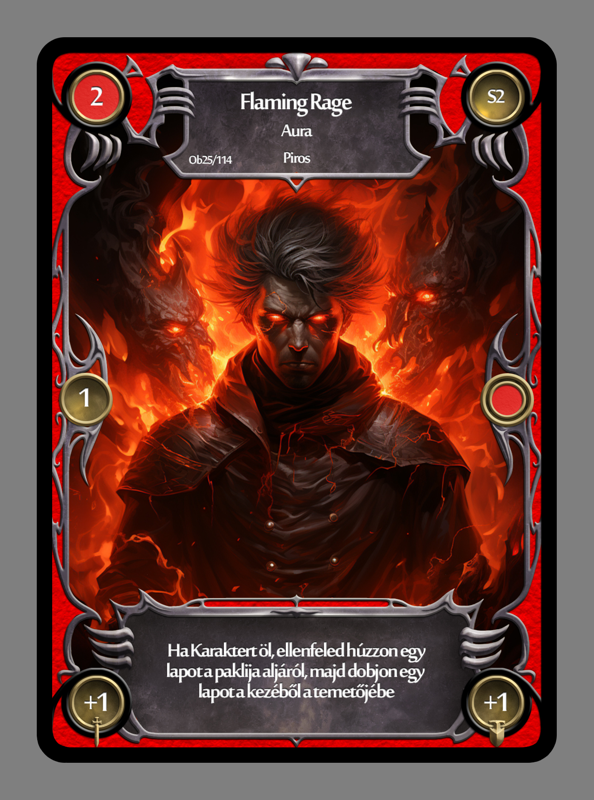 2
Flaming Rage
S2
Aura
Ob25/114
Piros
1
Ha Karaktert öl, ellenfeled húzzon egy
lapot a paklija aljáról, majd dobjon egy
lapot a kezéből a temetőjébe
+1
+1